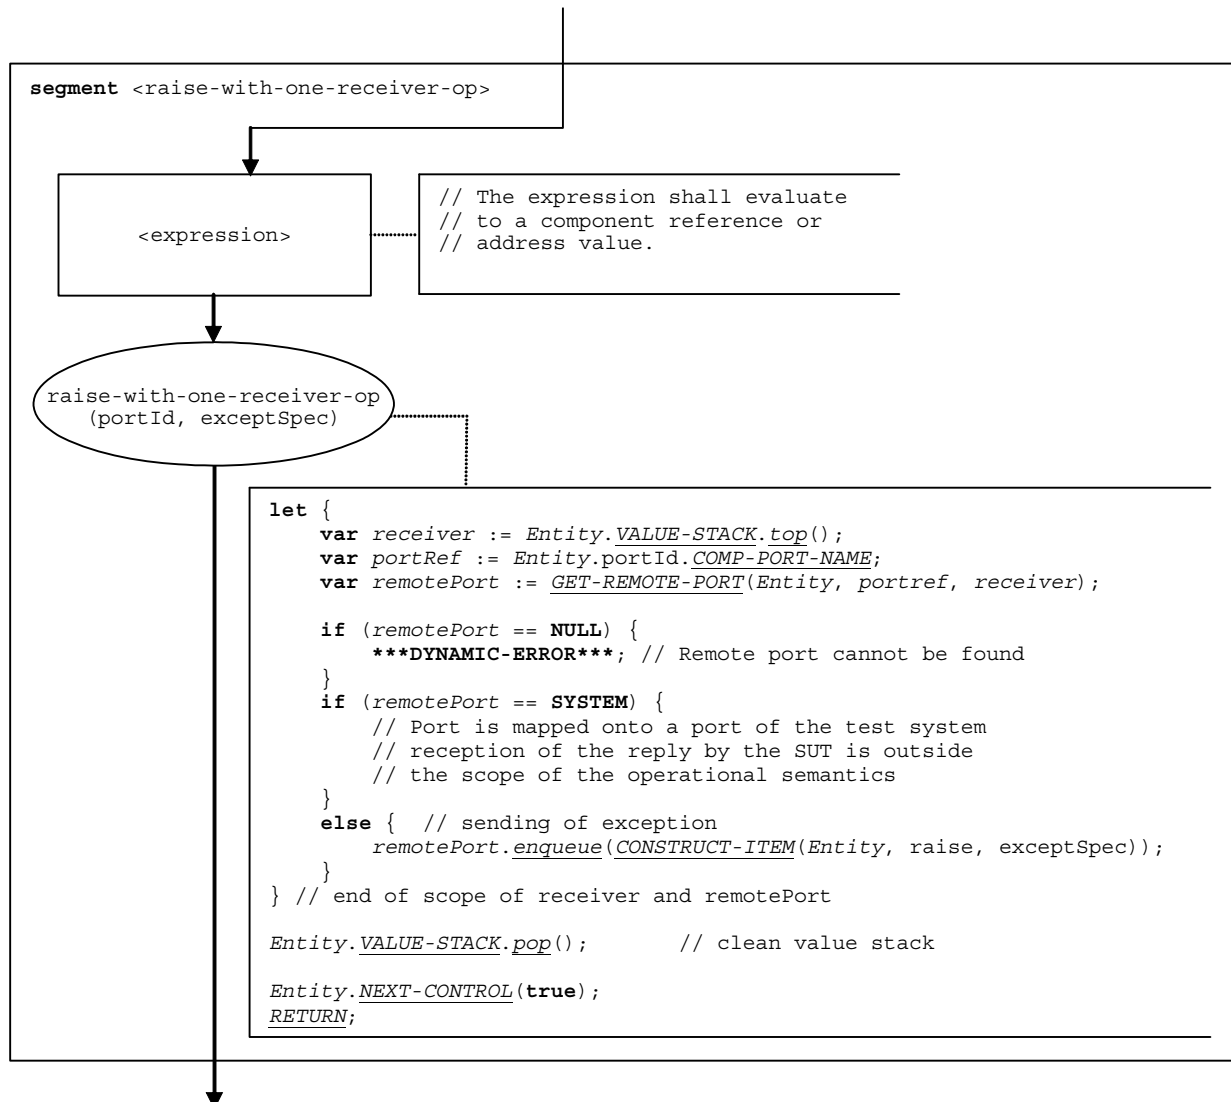 segment <raise-with-one-receiver-op>
<expression>
// The expression shall evaluate
// to a component reference or
// address value.
raise-with-one-receiver-op
(portId, exceptSpec)
let {
var receiver := Entity.VALUE-STACK.top();
var portRef := Entity.portId.COMP-PORT-NAME;
var remotePort := GET-REMOTE-PORT(Entity, portref, receiver);
if (remotePort == NULL) {
***DYNAMIC-ERROR***; // Remote port cannot be found
}
if (remotePort == SYSTEM) {
// Port is mapped onto a port of the test system
// reception of the reply by the SUT is outside
// the scope of the operational semantics
}
else { // sending of exception
remotePort.enqueue(CONSTRUCT-ITEM(Entity, raise, exceptSpec));
}
} // end of scope of receiver and remotePort
Entity.VALUE-STACK.pop(); // clean value stack
Entity.NEXT-CONTROL(true);
RETURN;